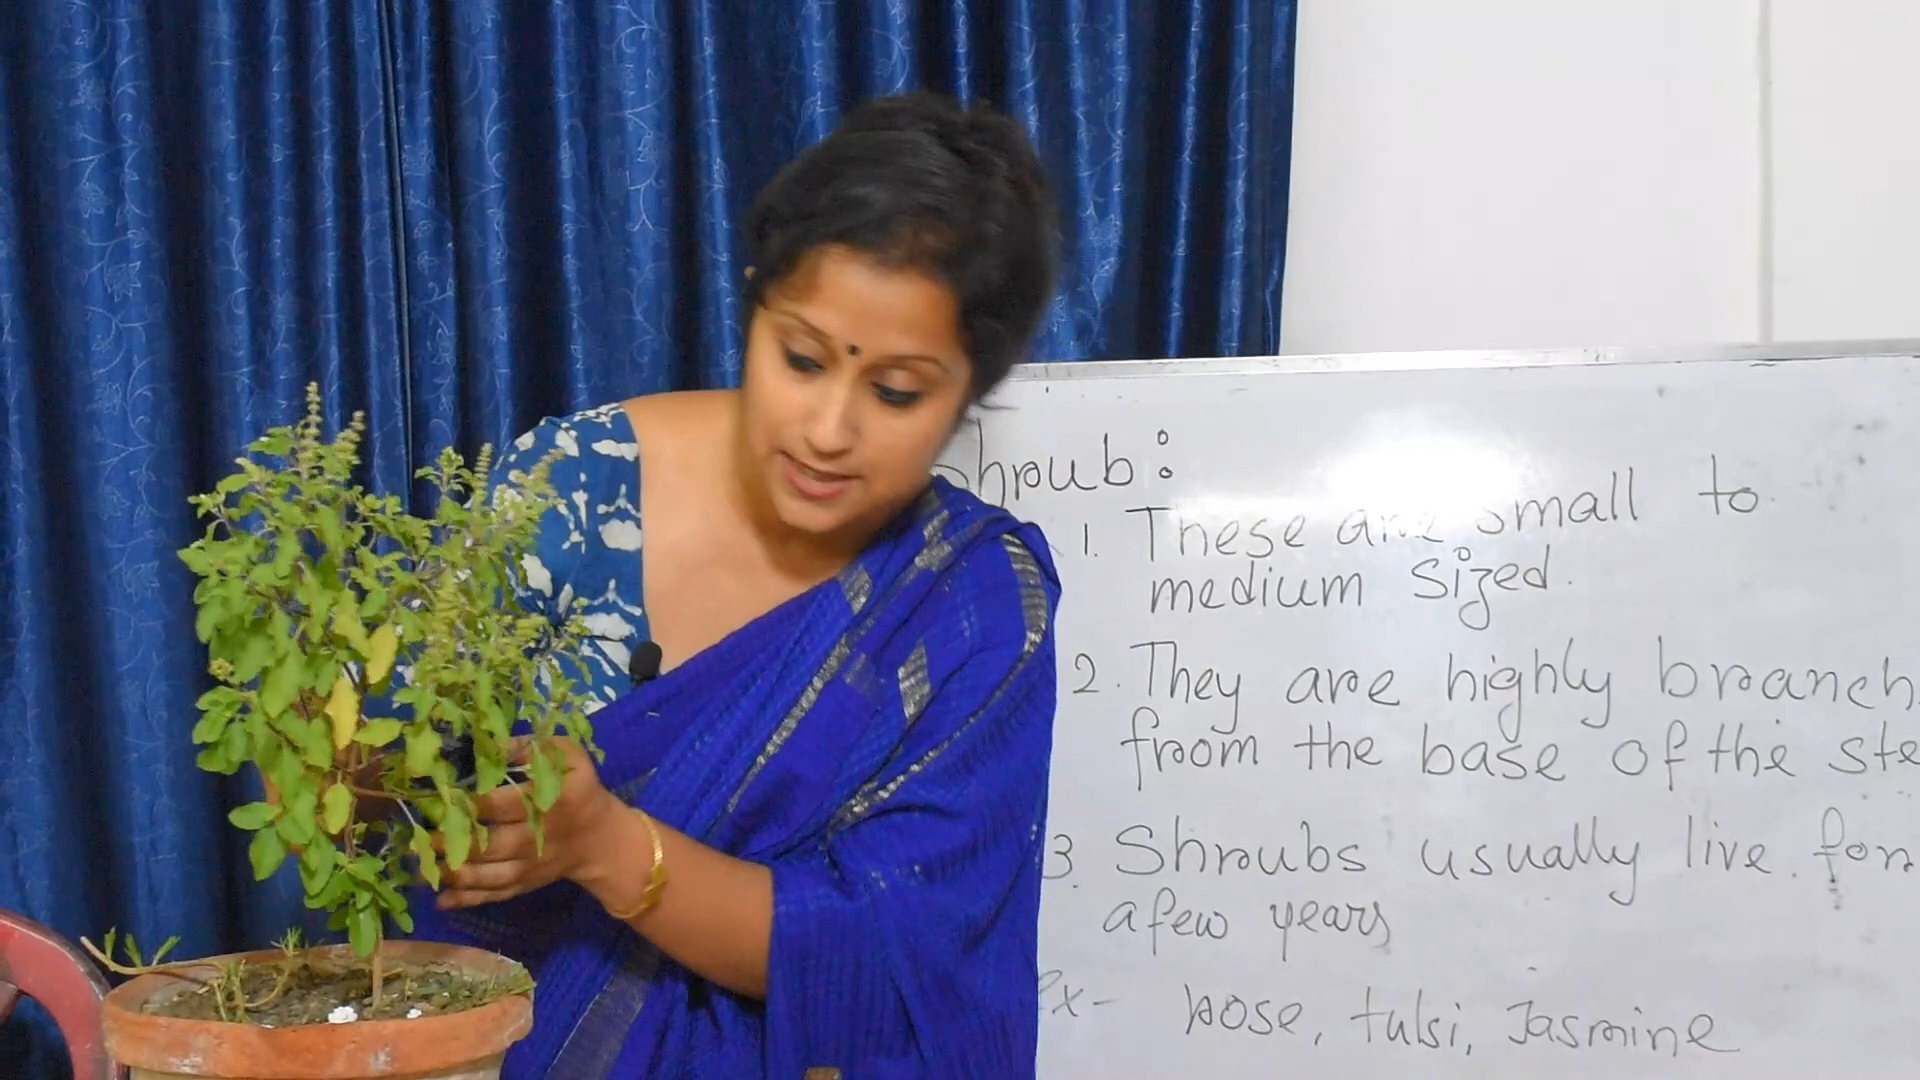 Shrub:
1. These are small to
medium sized.
2. They are highly branch
from the base of the ste
3. Shrubs usually live for
a few years
Ex- Rose, tulsi, Jasmine